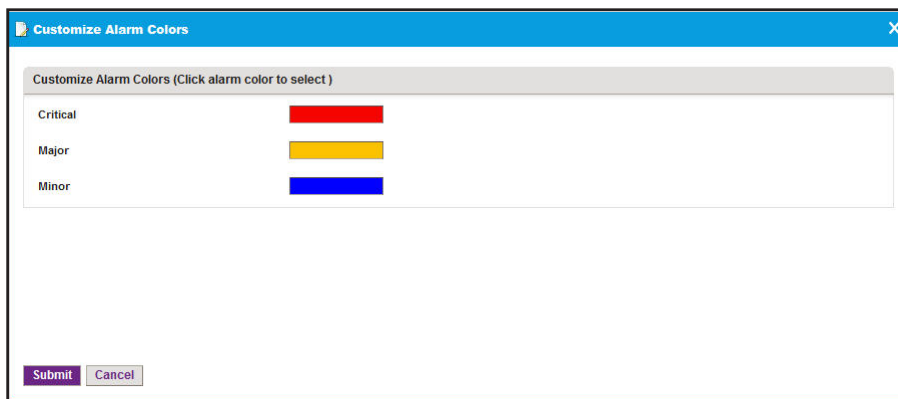 Customize Alarm Colors
Customize Alarm Colors (Click alarm color to select )
Critical
Major
Minor
Submit Cancel